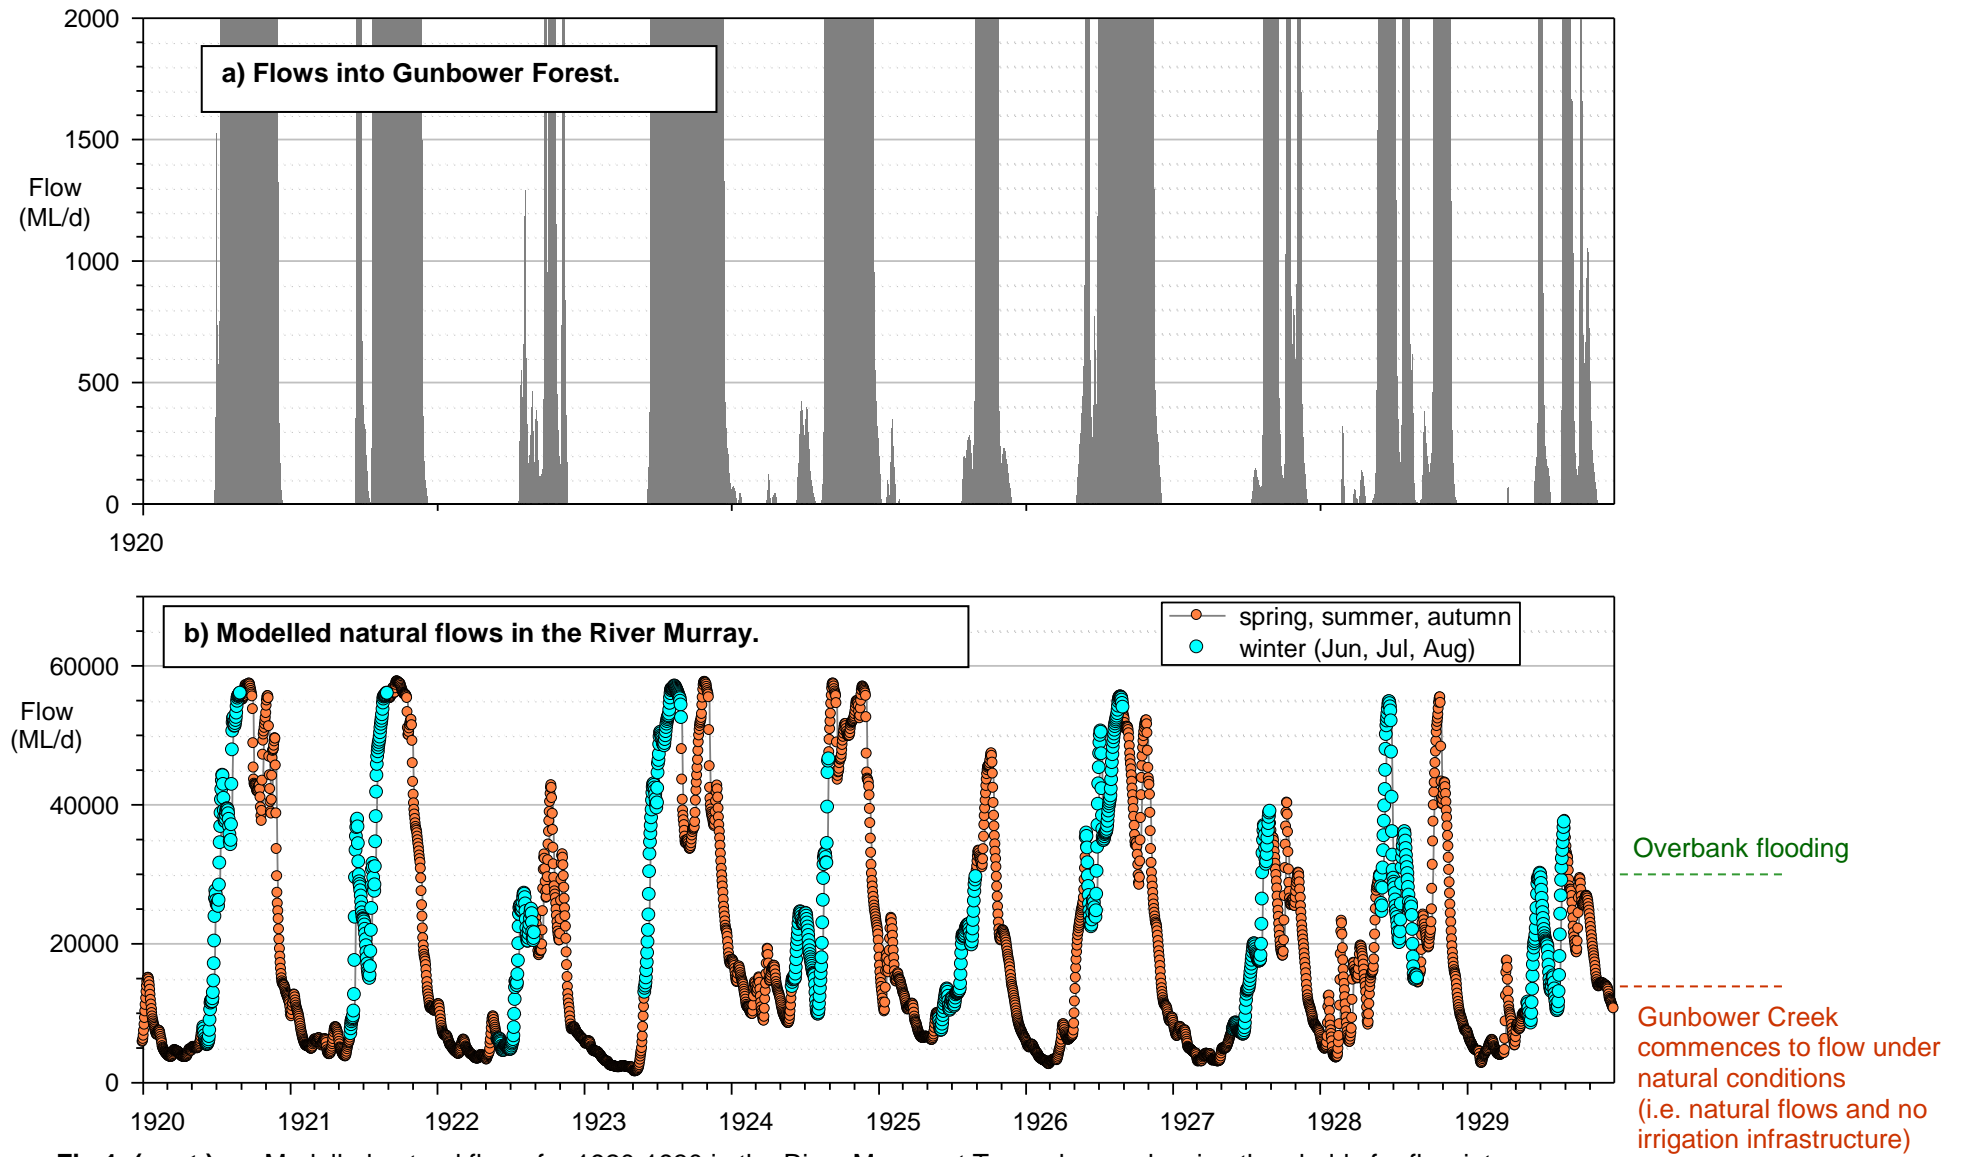 2000
a) Flows into Gunbower Forest.
1500
Flow
(ML/d)
1000
500
0
1920
b) Modelled natural flows in the River Murray.
spring, summer, autumn
winter (Jun, Jul, Aug)
60000
Flow
(ML/d)
40000
Overbank flooding
20000
Gunbower Creek
commences to flow under
natural conditions
(i.e. natural flows and no
irrigation infrastructure)
0
1920 1921 1922 1923 1924 1925 1926 1927 1928 1929